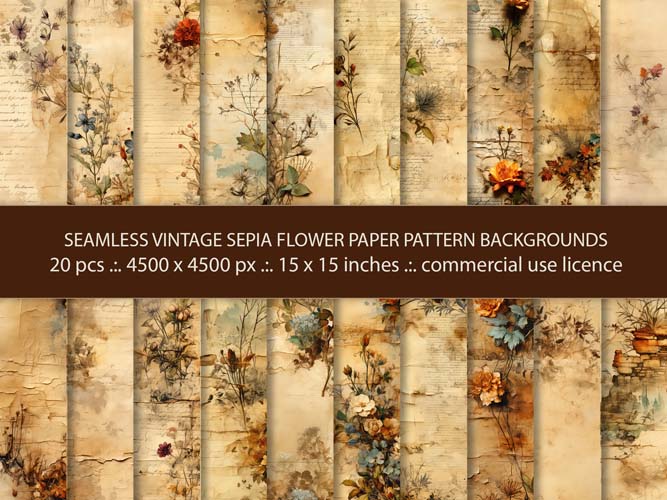 SEAMLESS VINTAGE SEPIA FLOWER PAPER PATTERN BACKGROUNDS
20 pcs .:. 4500 x 4500 px .:. 15 x 15 inches .:. commercial use licence